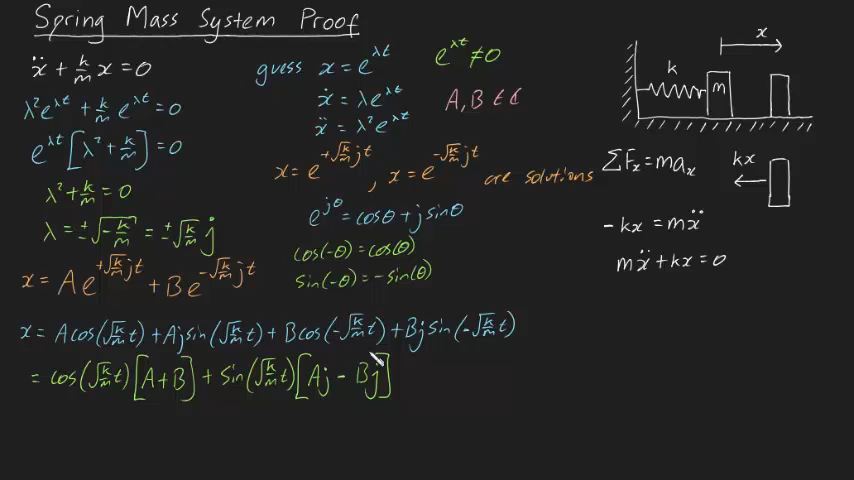 Spring Mass System Proof
ẍ + k/m x = 0
λ²e^λt + k/m e^λt = 0
e^λt [λ² + k/m] = 0
λ² + k/m = 0
λ = ±√(-k/m) = ±√(k/m) j
x = Ae^(+√(k/m) jt) + Be^(-√(k/m) jt)
guess x = e^λt
ẋ = λe^λt
ẍ = λ²e^λt
e^λt ≠ 0
A, B ∈ ℂ
x = e^(+√(k/m) jt), x = e^(-√(k/m) jt) are solutions
e^jθ = cosθ + j sinθ
cos(-θ) = cos(θ)
sin(-θ) = -sin(θ)
x = Acos(√(k/m) t) + Aj sin(√(k/m) t) + Bcos(-√(k/m) t) + Bj sin(-√(k/m) t)
= cos(√(k/m) t) [A + B] + sin(√(k/m) t) [Aj - Bj]
x
k
m
ΣFx = max
kx
-kx = mẍ
mẍ + kx = 0